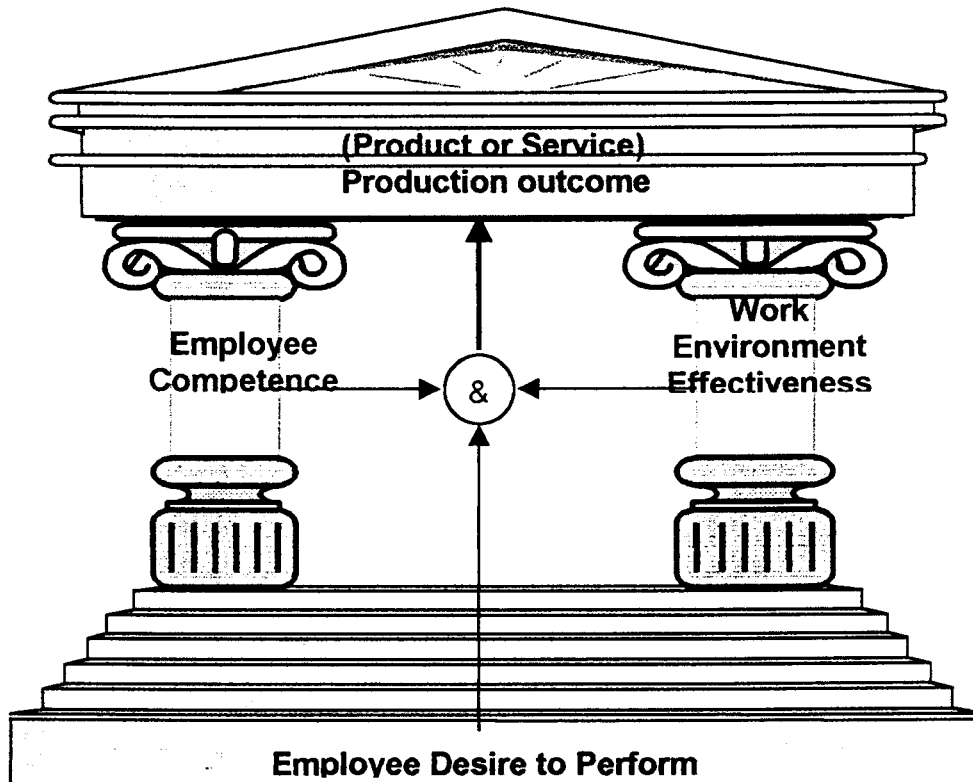 (Product or Service)
Production outcome
Employee
Competence
&
Work
Environment
Effectiveness
Employee Desire to Perform